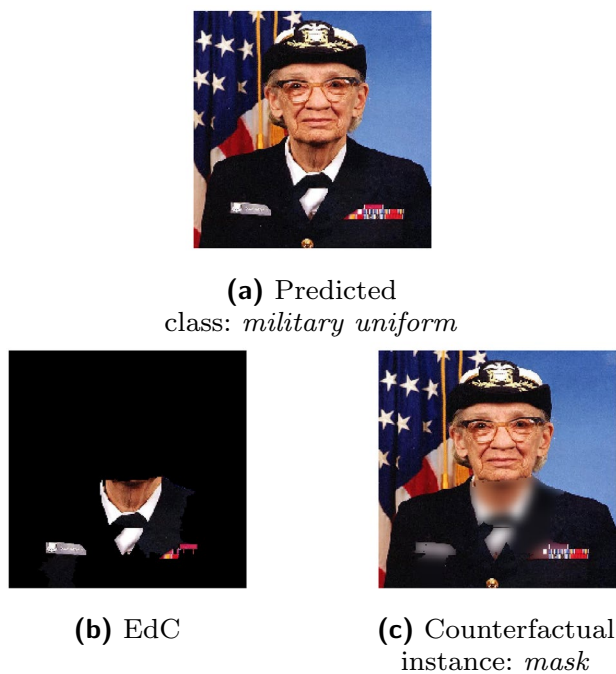 (a) Predicted
class: military uniform
(b) EdC
(c) Counterfactual
instance: mask